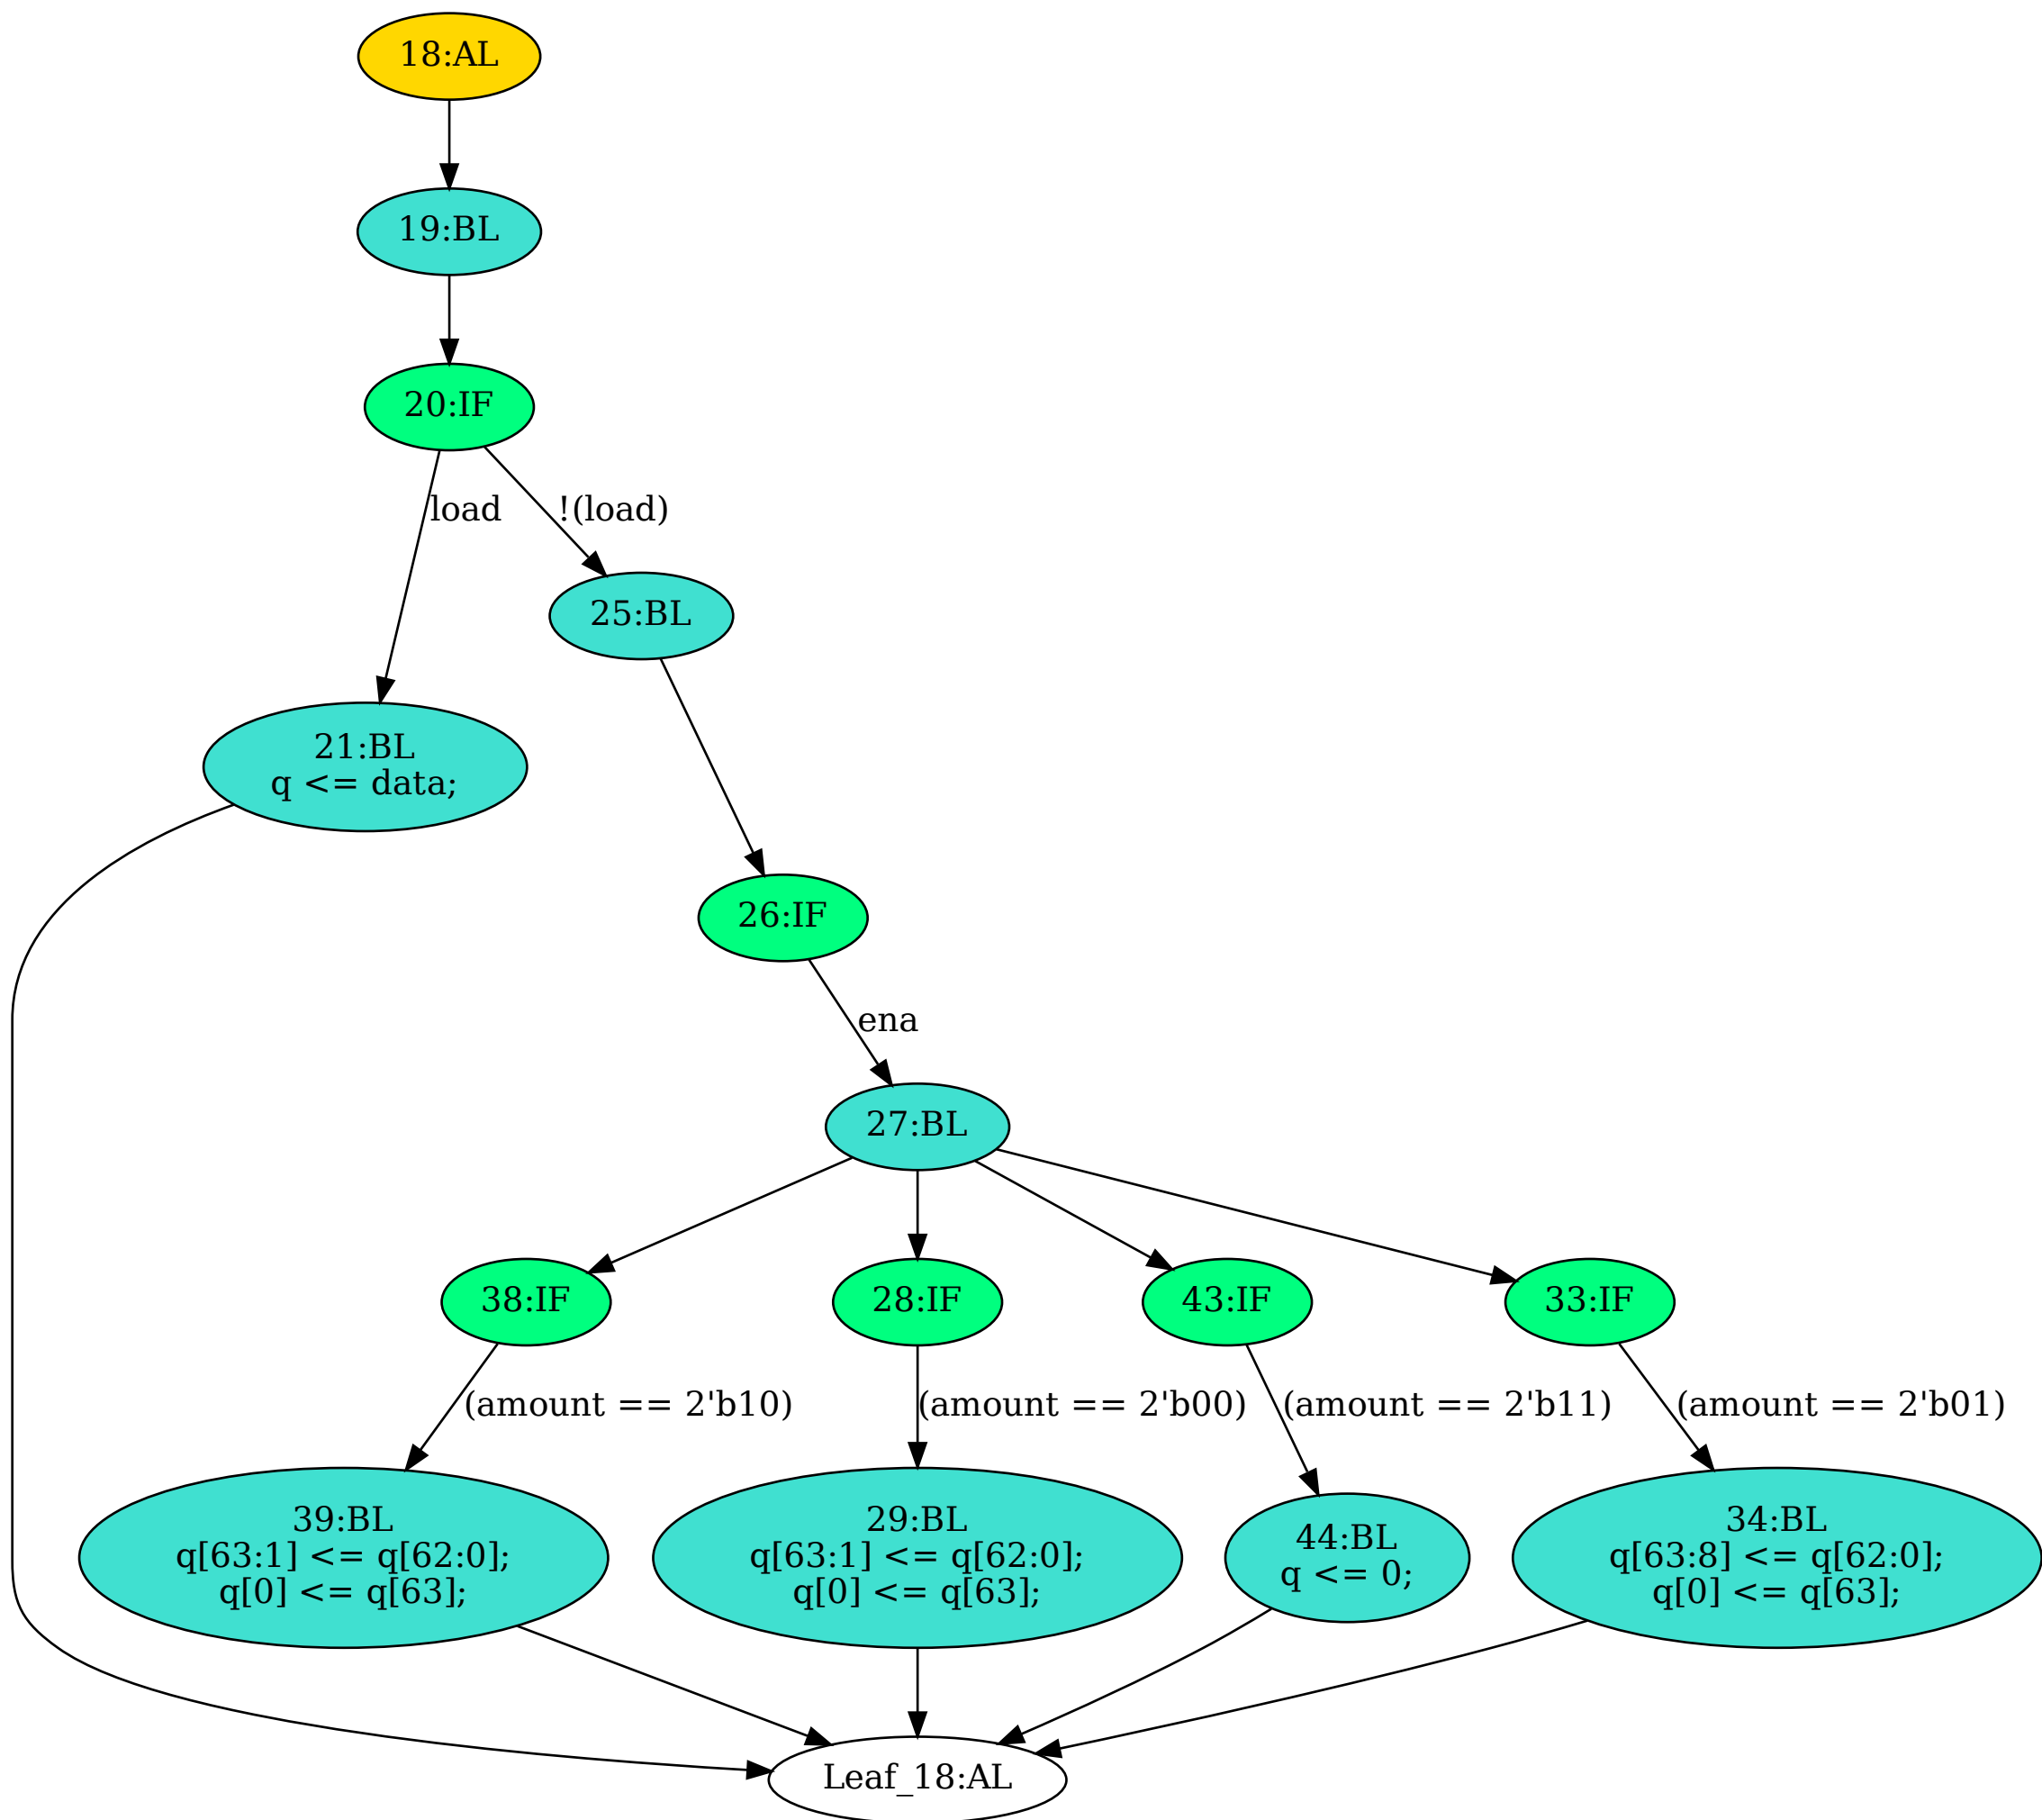 18:AL
19:BL
20:IF
load
!(load)
25:BL
21:BL
q <= data;
26:IF
ena
27:BL
38:IF
28:IF
43:IF
33:IF
(amount == 2'b10)
(amount == 2'b00)
(amount == 2'b11)
(amount == 2'b01)
39:BL
q[63:1] <= q[62:0];
q[0] <= q[63];
29:BL
q[63:1] <= q[62:0];
q[0] <= q[63];
44:BL
q <= 0;
34:BL
q[63:8] <= q[62:0];
q[0] <= q[63];
Leaf_18:AL